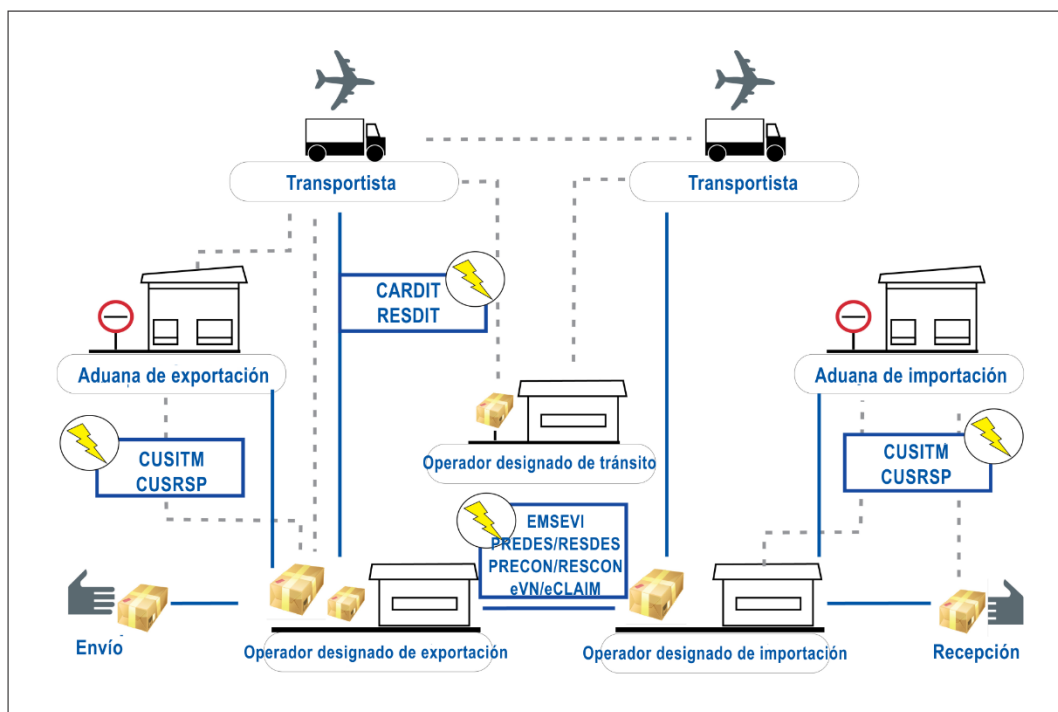 Transportista
Transportista
CARDIT
RESDIT
Aduana de exportación
Aduana de importación
CUSITM
CUSRSP
Operador designado de tránsito
CUSITM
CUSRSP
EMSEVI
PREDES/RESDES
PRECON/RESCON
eVN/eCLAIM
Envío
Operador designado de exportación
Operador designado de importación
Recepción